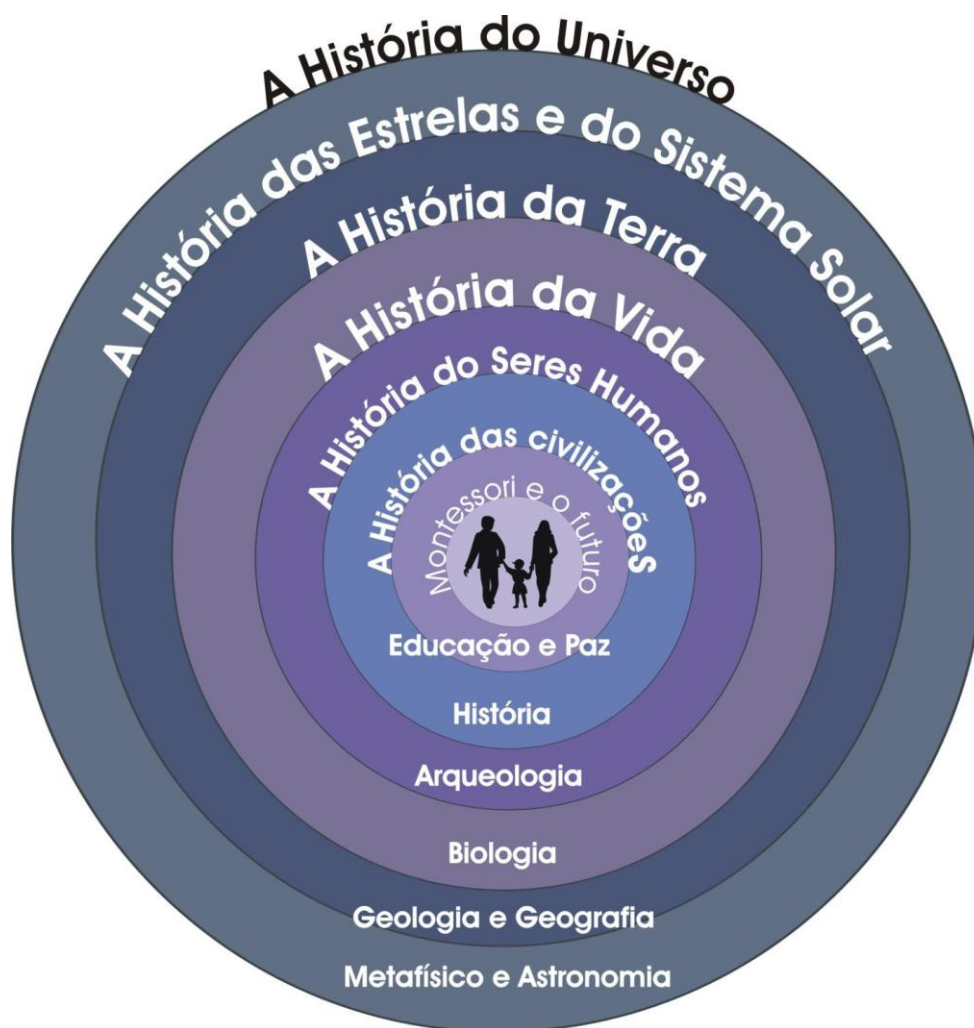 A História do Universo
A História das Estrelas e do Sistema Solar
A História da Terra
A História da Vida
A História do Seres Humanos
A História das civilizações
Montessori e o futuro
Educação e Paz
História
Arqueologia
Biologia
Geologia e Geografia
Metafísico e Astronomia